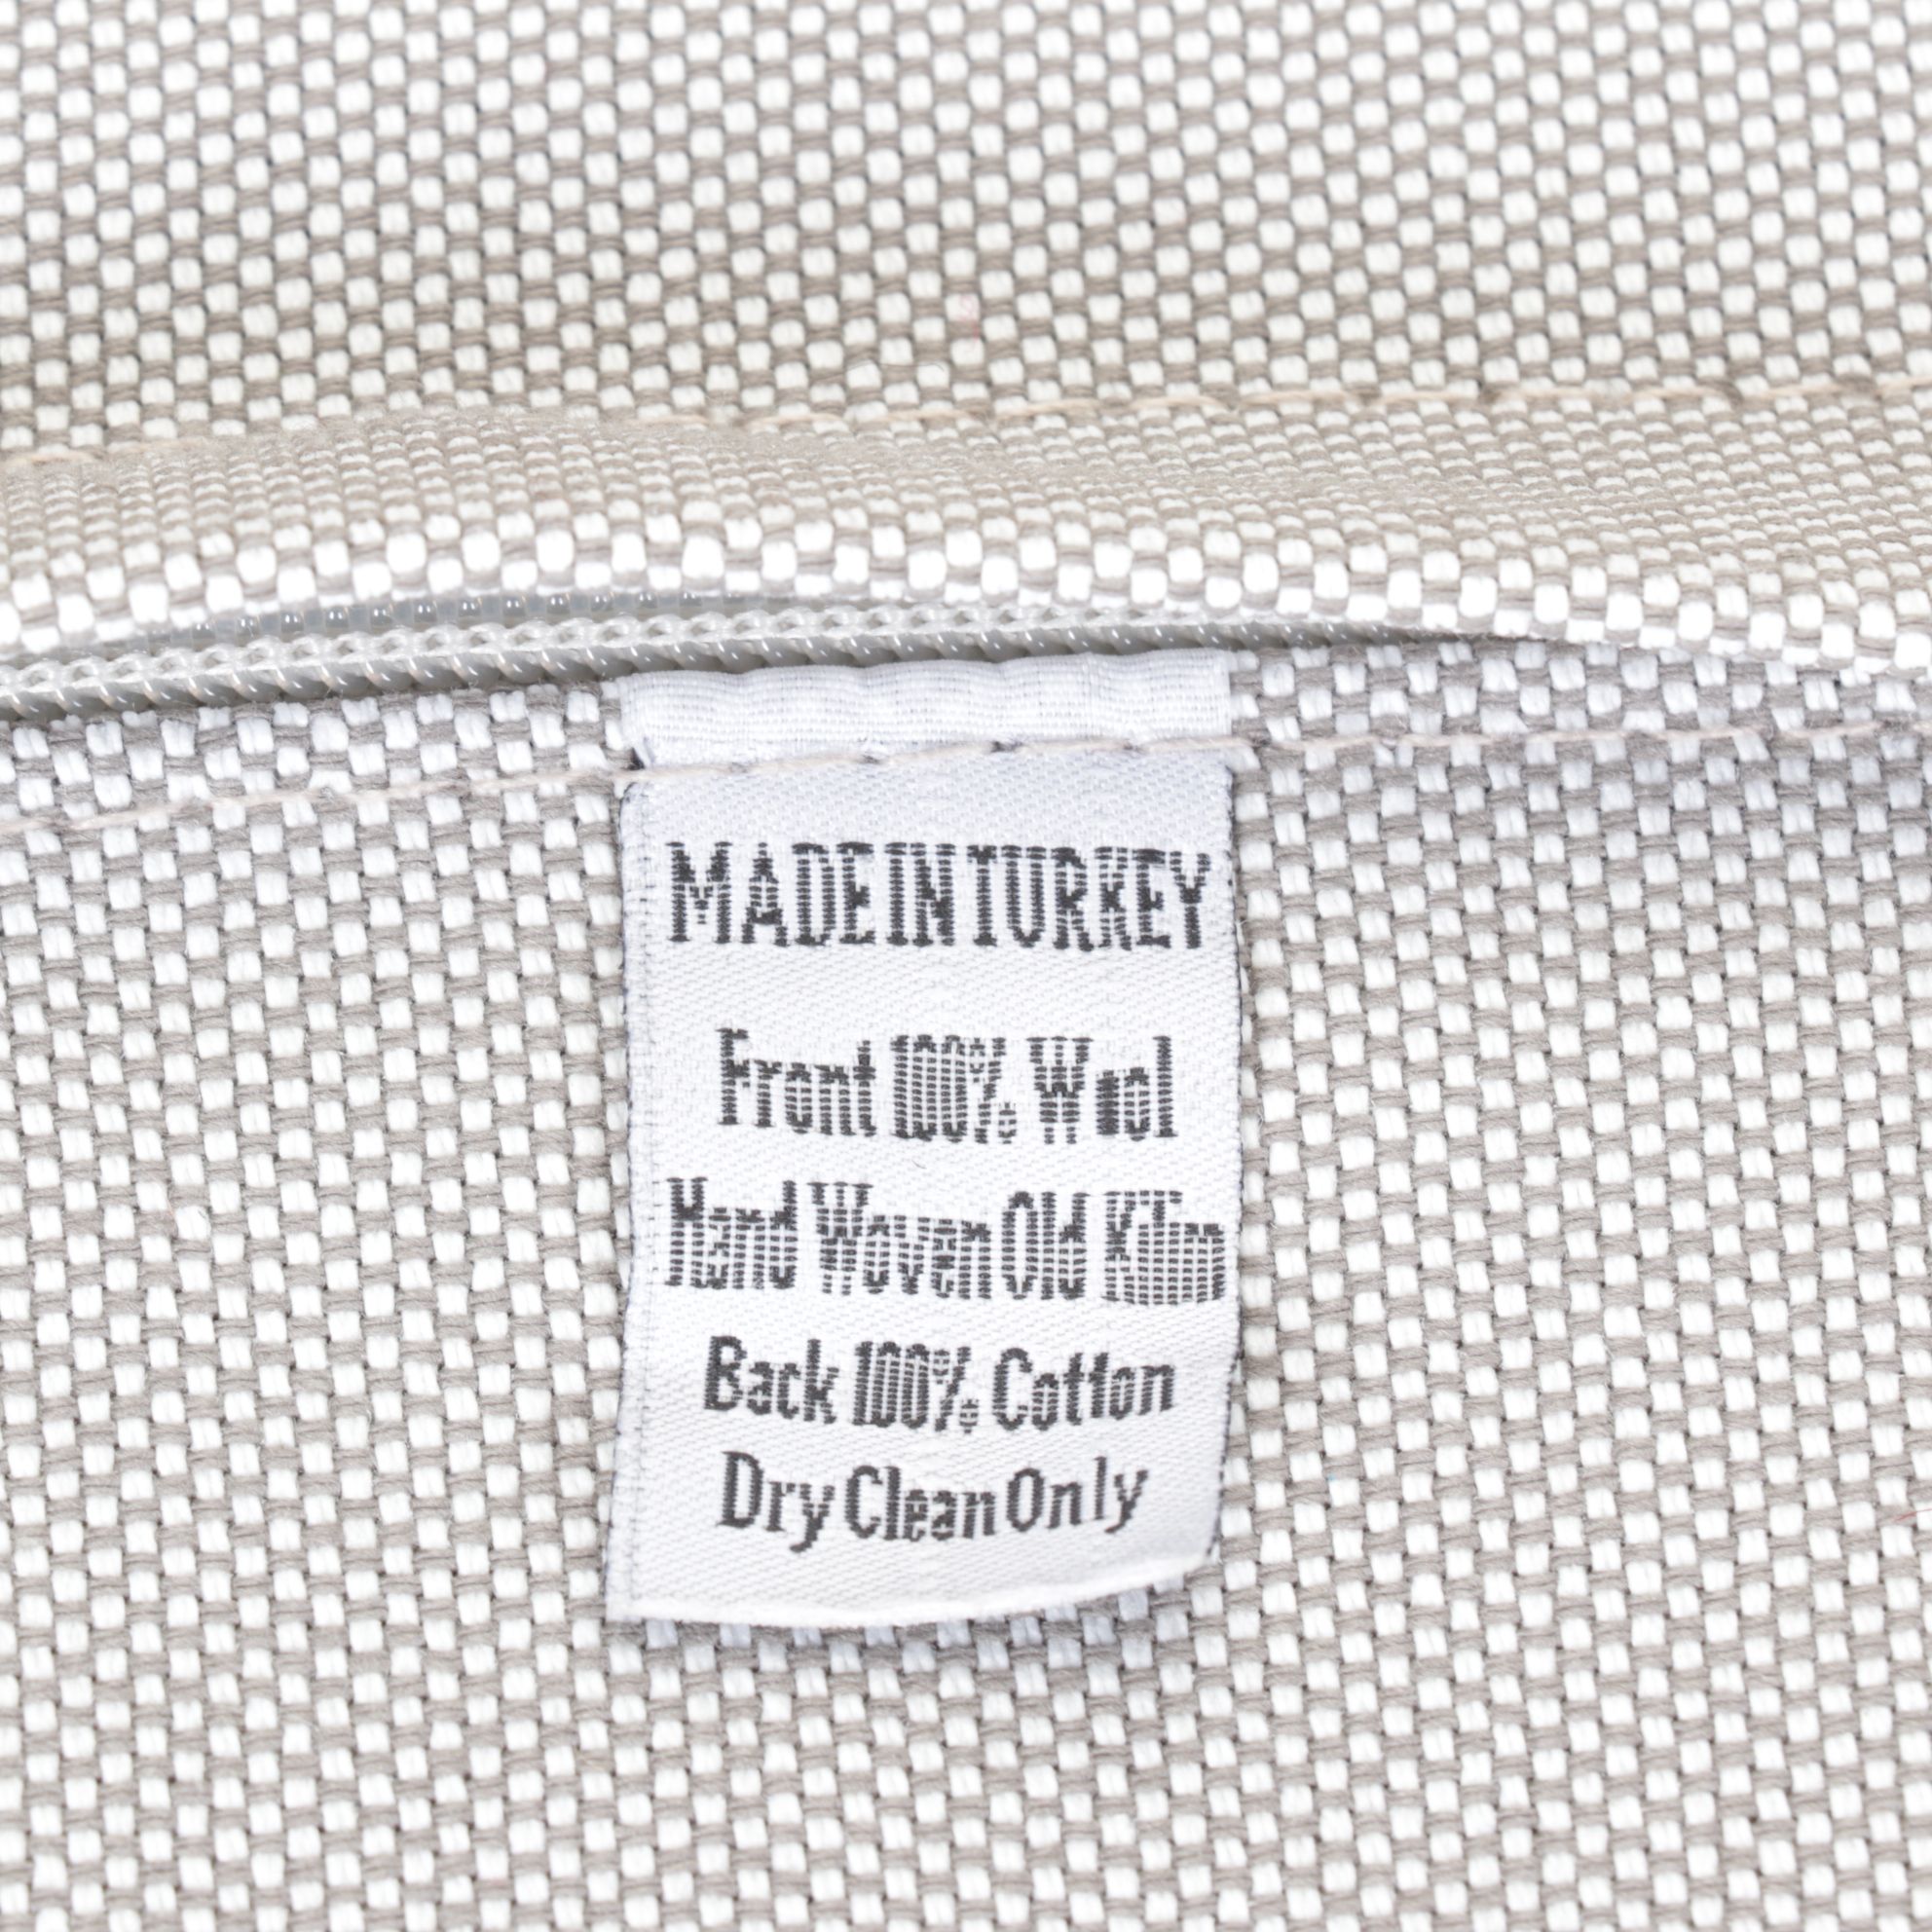 MADE IN TURKEY
Front 100% Wool
Hand Woven Old Kilim
Back 100% Cotton
Dry Clean Only